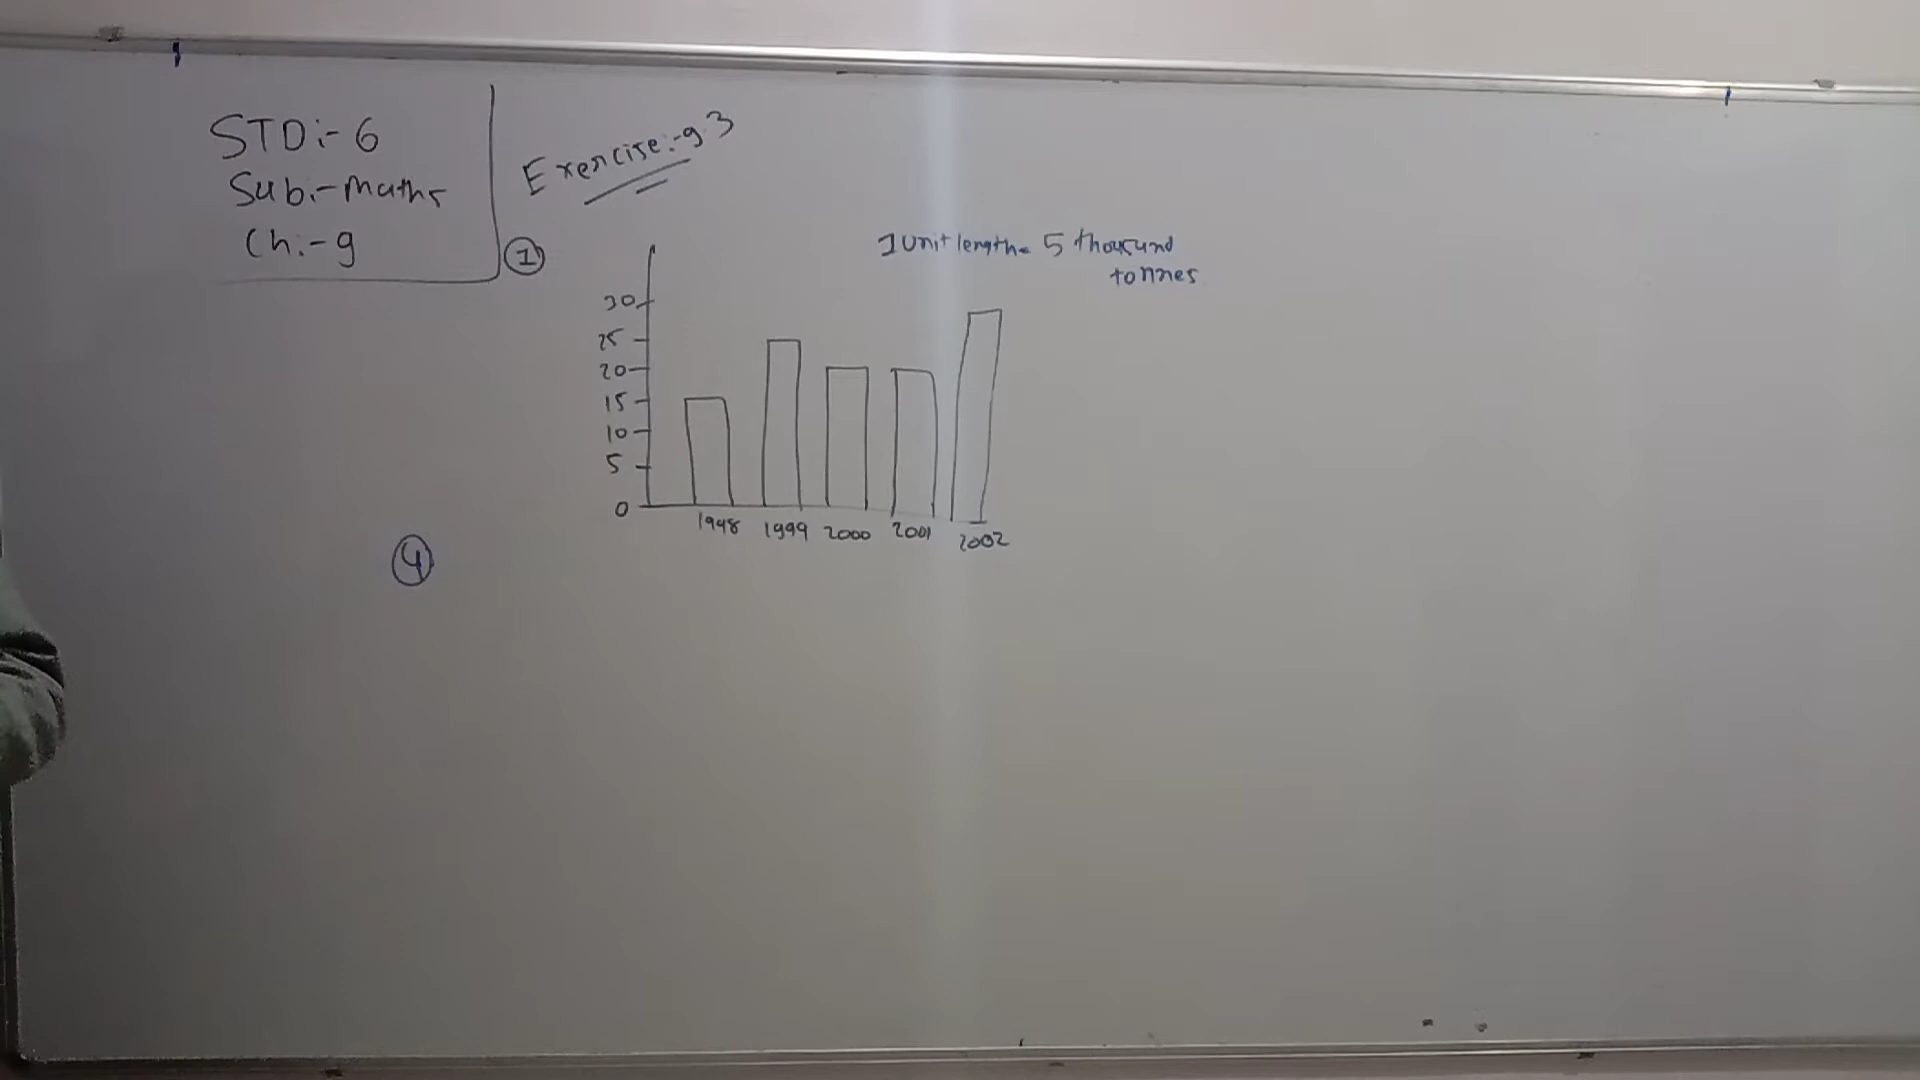 STD:- 6
Sub:- Maths
Ch:- 9
Exercise:- 9.3
①
1 Unit length = 5 thousand
tonnes
30
25
20
15
10
5
0
1998 1999 2000 2001 2002
④